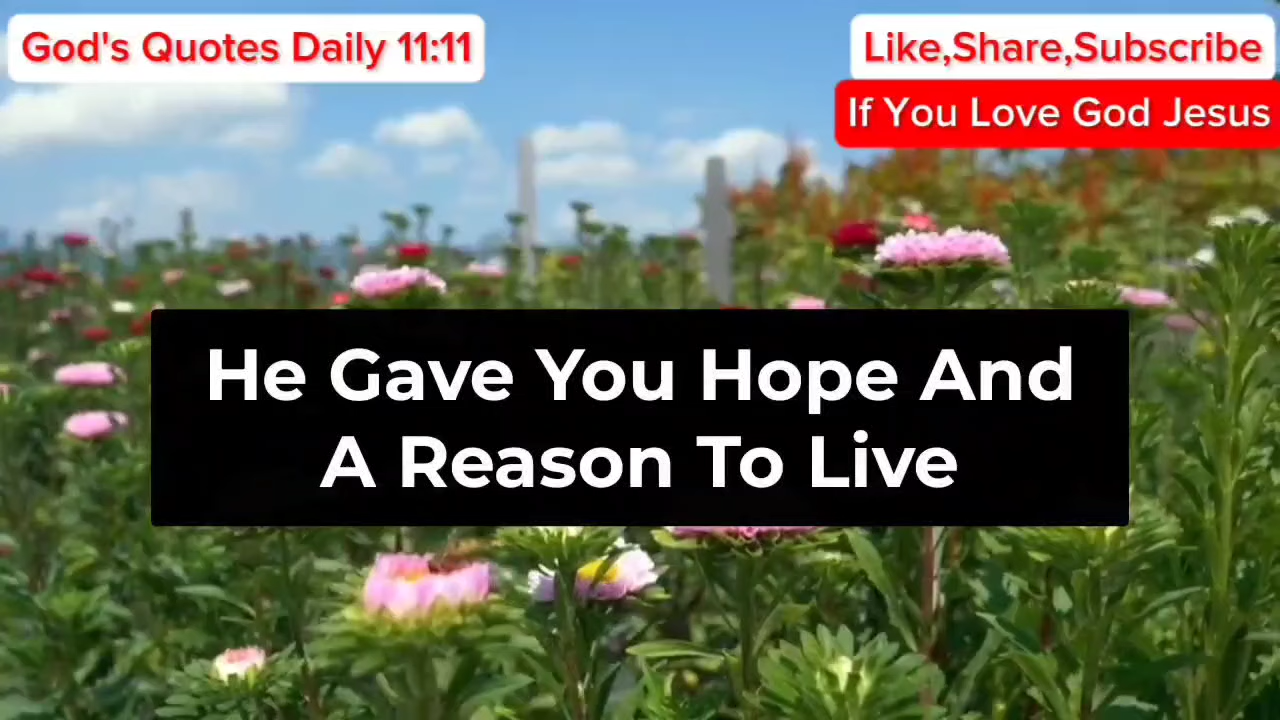 God's Quotes Daily 11:11
Like,Share,Subscribe
If You Love God Jesus
He Gave You Hope And
A Reason To Live